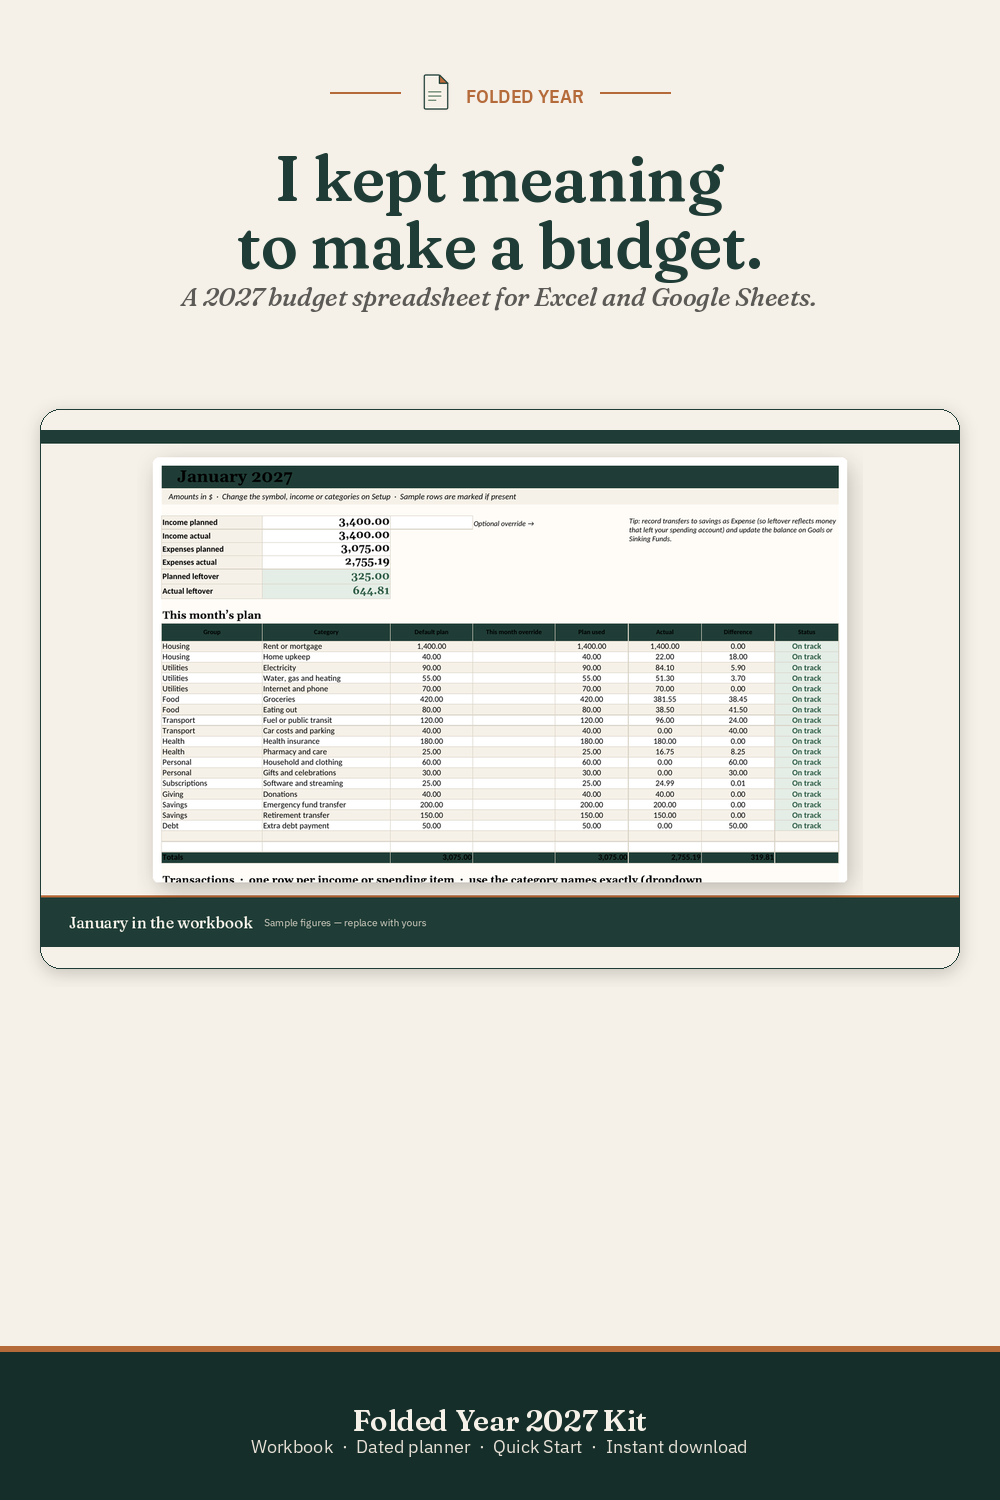 FOLDED YEAR
I kept meaning
to make a budget.
A 2027 budget spreadsheet for Excel and Google Sheets.
January 2027
Amounts in $ · Change the symbol, income or categories on Setup · Sample rows are marked if present
Income planned 3,400.00 Optional override → Tip: record transfers to savings as Expense (so leftover reflects money
that left your spending account) and update the balance on Goals or
Sinking Funds.
Income actual 3,400.00
Expenses planned 3,075.00
Expenses actual 2,755.19
Planned leftover 325.00
Actual leftover 644.81
This month's plan
Group Category Default plan This month override Plan used Actual Difference Status
Housing Rent or mortgage 1,400.00 1,400.00 1,400.00 0.00 On track
Housing Home upkeep 40.00 40.00 22.00 18.00 On track
Utilities Electricity 90.00 90.00 84.10 5.90 On track
Utilities Water, gas and heating 55.00 55.00 51.30 3.70 On track
Utilities Internet and phone 70.00 70.00 70.00 0.00 On track
Food Groceries 420.00 420.00 381.55 38.45 On track
Food Eating out 80.00 80.00 38.50 41.50 On track
Transport Fuel or public transit 120.00 120.00 96.00 24.00 On track
Transport Car costs and parking 40.00 40.00 0.00 40.00 On track
Health Health insurance 180.00 180.00 180.00 0.00 On track
Health Pharmacy and care 25.00 25.00 16.75 8.25 On track
Personal Household and clothing 60.00 60.00 0.00 60.00 On track
Personal Gifts and celebrations 30.00 30.00 0.00 30.00 On track
Subscriptions Software and streaming 25.00 25.00 24.99 0.01 On track
Giving Donations 40.00 40.00 40.00 0.00 On track
Savings Emergency fund transfer 200.00 200.00 200.00 0.00 On track
Savings Retirement transfer 150.00 150.00 150.00 0.00 On track
Debt Extra debt payment 50.00 50.00 0.00 50.00 On track
Totals 3,075.00 3,075.00 2,755.19 319.81
Transactions · one row per income or spending item · use the category names exactly (dropdown
January in the workbook Sample figures — replace with yours
Folded Year 2027 Kit
Workbook · Dated planner · Quick Start · Instant download